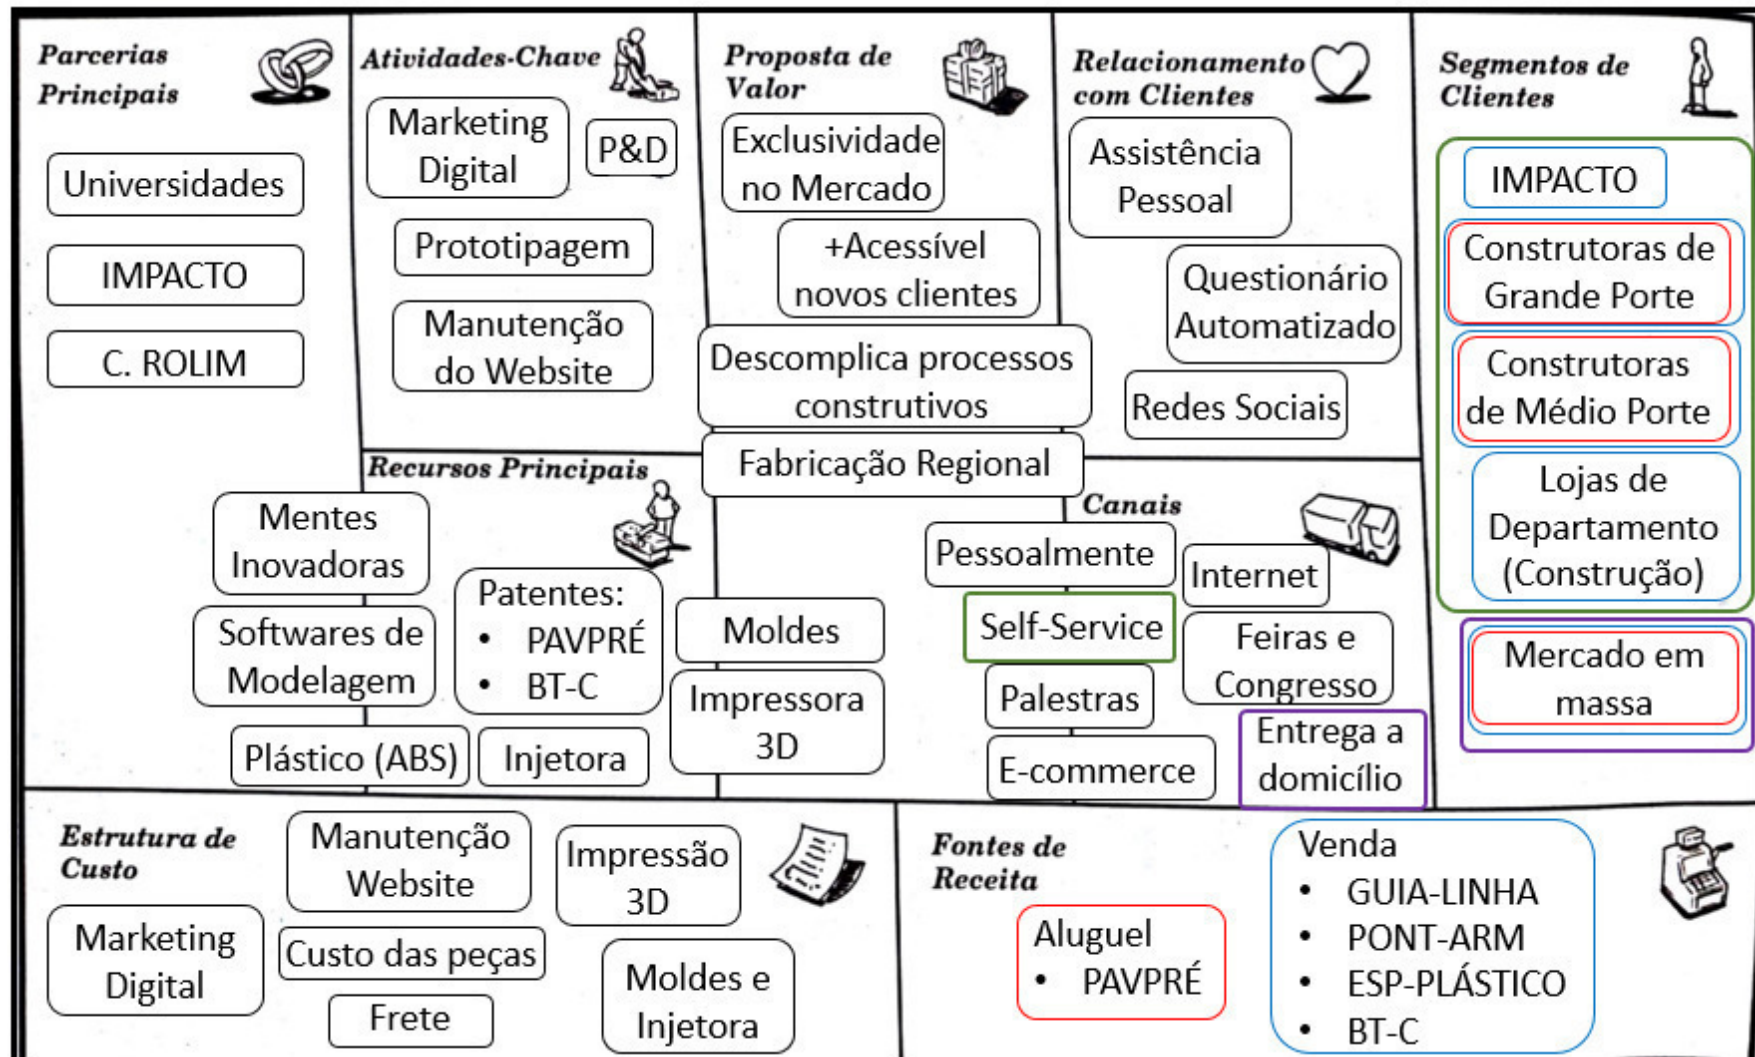 Parcerias
Principais
Universidades
IMPACTO
C. ROLIM
Atividades-Chave
Marketing
Digital
P&D
Prototipagem
Manutenção
do Website
Recursos Principais
Mentes
Inovadoras
Softwares de
Modelagem
Plástico (ABS)
Patentes:
• PAVPRÉ
• BT-C
Injetora
Moldes
Impressora
3D
Proposta de
Valor
Exclusividade
no Mercado
+Acessível
novos clientes
Descomplica processos
construtivos
Fabricação Regional
Relacionamento
com Clientes
Assistência
Pessoal
Questionário
Automatizado
Redes Sociais
Canais
Pessoalmente
Internet
Self-Service
Feiras e
Congresso
Palestras
E-commerce
Entrega a
domicílio
Segmentos de
Clientes
IMPACTO
Construtoras de
Grande Porte
Construtoras
de Médio Porte
Lojas de
Departamento
(Construção)
Mercado em
massa
Estrutura de
Custo
Manutenção
Website
Impressão
3D
Marketing
Digital
Custo das peças
Frete
Moldes e
Injetora
Fontes de
Receita
Aluguel
• PAVPRÉ
Venda
• GUIA-LINHA
• PONT-ARM
• ESP-PLÁSTICO
• BT-C